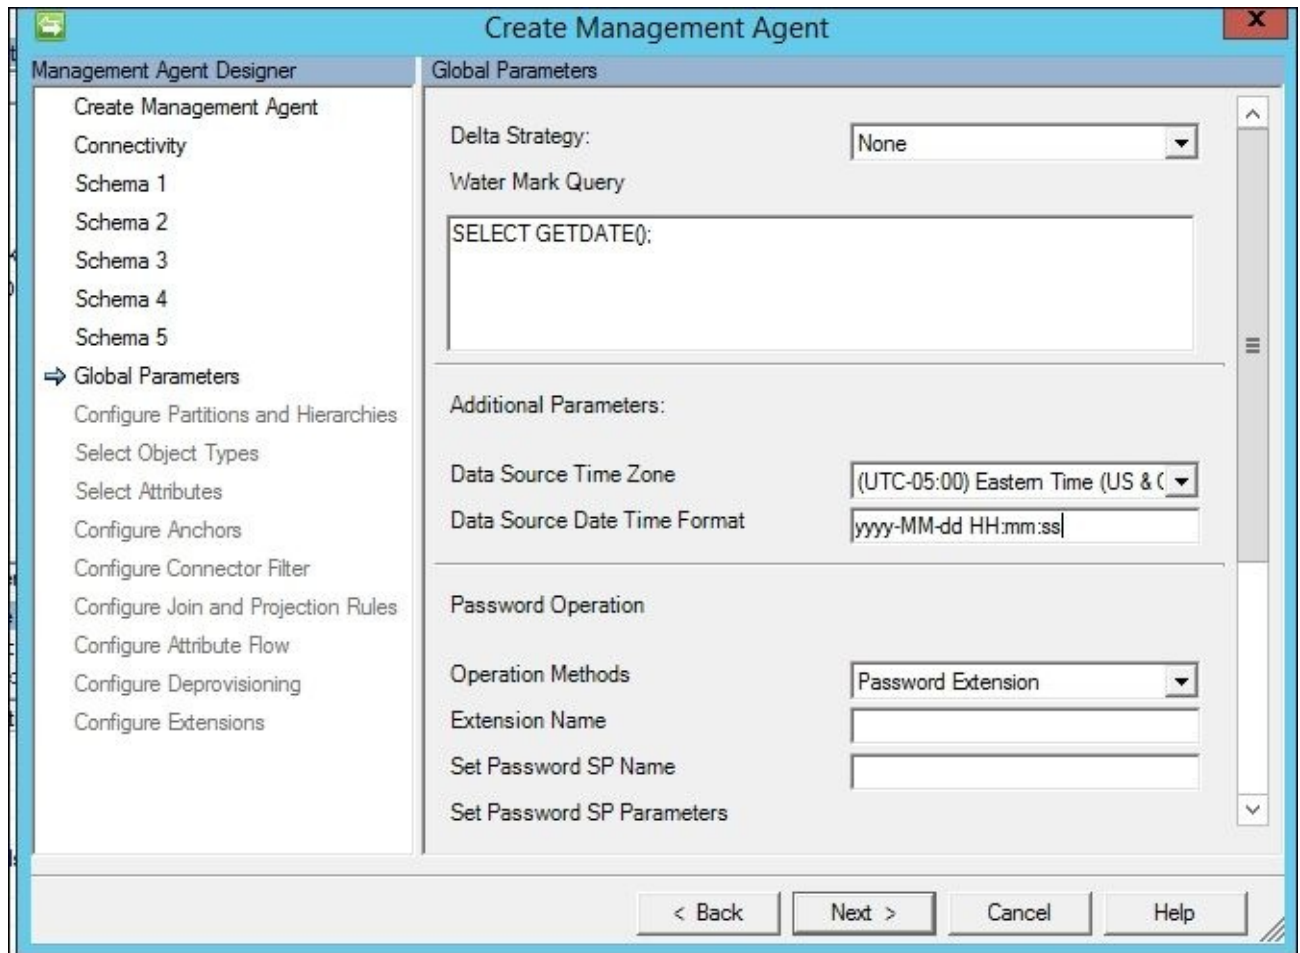 Create Management Agent
X
Management Agent Designer
Create Management Agent
Connectivity
Schema 1
Schema 2
Schema 3
Schema 4
Schema 5
Global Parameters
Configure Partitions and Hierarchies
Select Object Types
Select Attributes
Configure Anchors
Configure Connector Filter
Configure Join and Projection Rules
Configure Attribute Flow
Configure Deprovisioning
Configure Extensions
Global Parameters
Delta Strategy: None
Water Mark Query
SELECT GETDATE();
Additional Parameters:
Data Source Time Zone (UTC-05:00) Eastern Time (US &
Data Source Date Time Format yyyy-MM-dd HH:mm:ss
Password Operation
Operation Methods Password Extension
Extension Name
Set Password SP Name
Set Password SP Parameters
< Back Next > Cancel Help